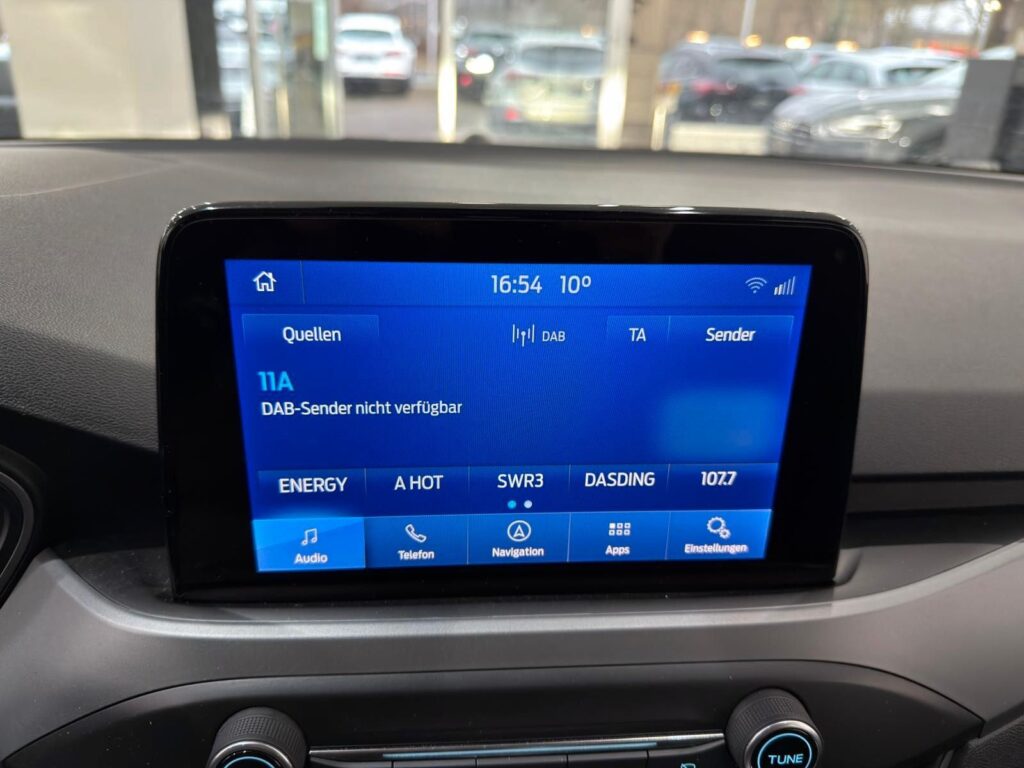 16:54 10°
Quellen DAB TA Sender
11A
DAB-Sender nicht verfügbar
ENERGY A HOT SWR3 DASDING 107.7
Audio Telefon Navigation Apps Einstellungen
TUNE